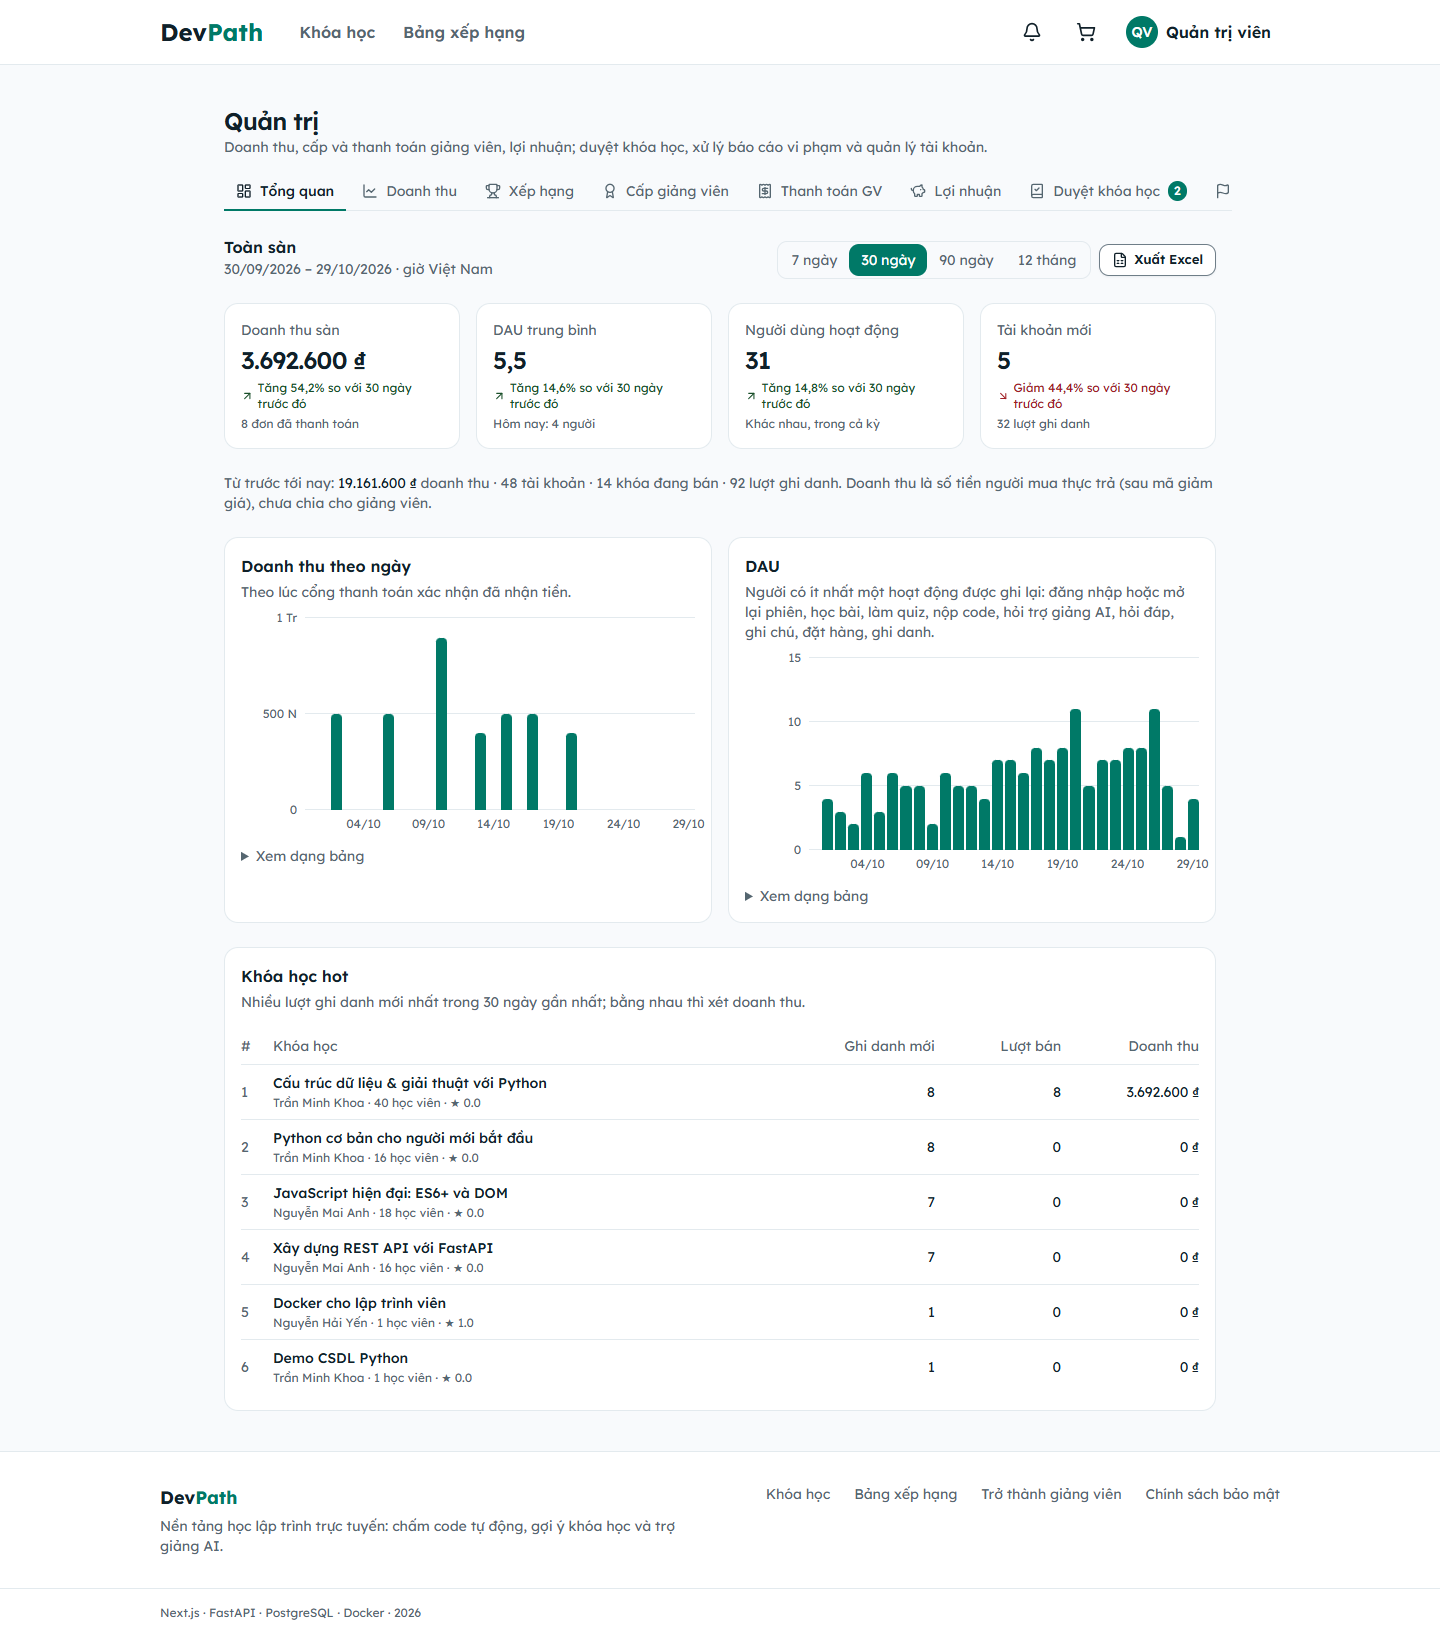 DevPath
Khóa học
Bảng xếp hạng
QV
Quản trị viên
Quản trị
Doanh thu, cấp và thanh toán giảng viên, lợi nhuận; duyệt khóa học, xử lý báo cáo vi phạm và quản lý tài khoản.
Tổng quan
Doanh thu
Xếp hạng
Cấp giảng viên
Thanh toán GV
Lợi nhuận
Duyệt khóa học 2
Toàn sàn
30/09/2026 – 29/10/2026 · giờ Việt Nam
7 ngày
30 ngày
90 ngày
12 tháng
Xuất Excel
Doanh thu sàn
3.692.600 ₫
Tăng 54,2% so với 30 ngày
trước đó
8 đơn đã thanh toán
DAU trung bình
5,5
Tăng 14,6% so với 30 ngày
trước đó
Hôm nay: 4 người
Người dùng hoạt động
31
Tăng 14,8% so với 30 ngày
trước đó
Khác nhau, trong cả kỳ
Tài khoản mới
5
Giảm 44,4% so với 30 ngày
trước đó
32 lượt ghi danh
Từ trước tới nay: 19.161.600 ₫ doanh thu · 48 tài khoản · 14 khóa đang bán · 92 lượt ghi danh. Doanh thu là số tiền người mua thực trả (sau mã giảm
giá), chưa chia cho giảng viên.
Doanh thu theo ngày
Theo lúc cổng thanh toán xác nhận đã nhận tiền.
1 Tr
500 N
0
04/10 09/10 14/10 19/10 24/10 29/10
▶ Xem dạng bảng
DAU
Người có ít nhất một hoạt động được ghi lại: đăng nhập hoặc mở
lại phiên, học bài, làm quiz, nộp code, hỏi trợ giảng AI, hỏi đáp,
ghi chú, đặt hàng, ghi danh.
15
10
5
0
04/10 09/10 14/10 19/10 24/10 29/10
▶ Xem dạng bảng
Khóa học hot
Nhiều lượt ghi danh mới nhất trong 30 ngày gần nhất; bằng nhau thì xét doanh thu.
# Khóa học Ghi danh mới Lượt bán Doanh thu
1 Cấu trúc dữ liệu & giải thuật với Python 8 8 3.692.600 ₫
Trần Minh Khoa · 40 học viên · ★ 0.0
2 Python cơ bản cho người mới bắt đầu 8 0 0 ₫
Trần Minh Khoa · 16 học viên · ★ 0.0
3 JavaScript hiện đại: ES6+ và DOM 7 0 0 ₫
Nguyễn Mai Anh · 18 học viên · ★ 0.0
4 Xây dựng REST API với FastAPI 7 0 0 ₫
Nguyễn Mai Anh · 16 học viên · ★ 0.0
5 Docker cho lập trình viên 1 0 0 ₫
Nguyễn Hải Yến · 1 học viên · ★ 1.0
6 Demo CSDL Python 1 0 0 ₫
Trần Minh Khoa · 1 học viên · ★ 0.0
DevPath
Nền tảng học lập trình trực tuyến: chấm code tự động, gợi ý khóa học và trợ
giảng AI.
Khóa học
Bảng xếp hạng
Trở thành giảng viên
Chính sách bảo mật
Next.js · FastAPI · PostgreSQL · Docker · 2026